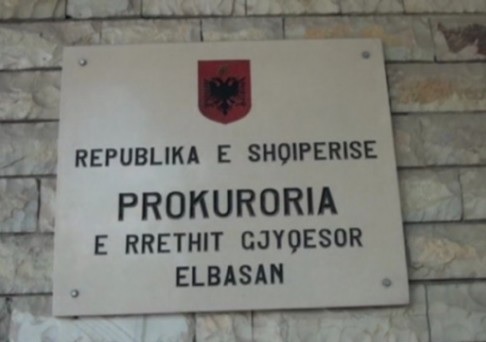 REPUBLIKA E SHQIPERISE
PROKURORIA
E RRETHIT GJYQESOR
ELBASAN